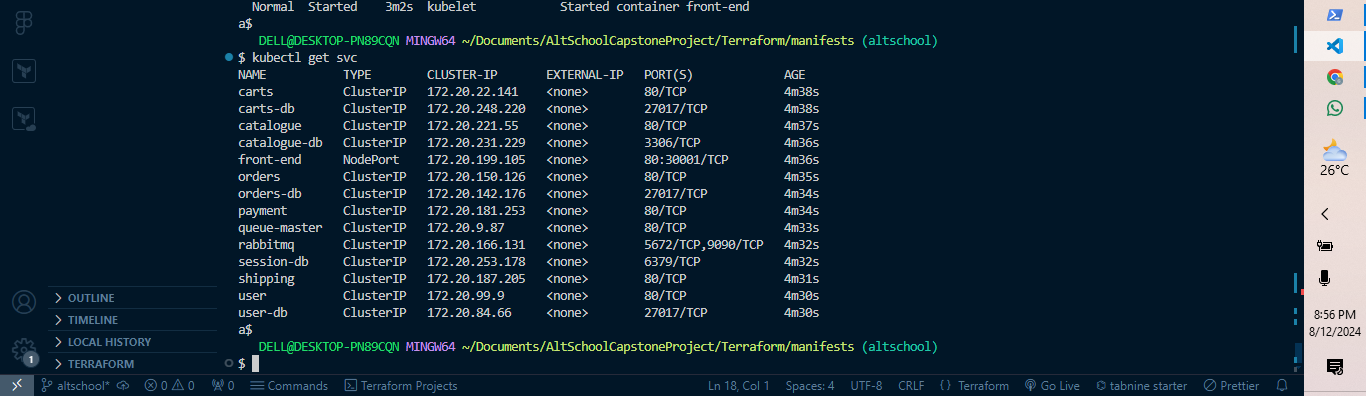 Normal  Started    3m2s  kubelet            Started container front-end
a$
DELL@DESKTOP-PN89CQN MINGW64 ~/Documents/AltSchoolCapstoneProject/Terraform/manifests (altschool)
$ kubectl get svc
NAME           TYPE        CLUSTER-IP       EXTERNAL-IP   PORT(S)             AGE
carts          ClusterIP   172.20.22.141    <none>        80/TCP              4m38s
carts-db       ClusterIP   172.20.248.220   <none>        27017/TCP           4m38s
catalogue      ClusterIP   172.20.221.55    <none>        80/TCP              4m37s
catalogue-db   ClusterIP   172.20.231.229   <none>        3306/TCP            4m36s
front-end      NodePort    172.20.199.105   <none>        80:30001/TCP        4m36s
orders         ClusterIP   172.20.150.126   <none>        80/TCP              4m35s
orders-db      ClusterIP   172.20.142.176   <none>        27017/TCP           4m34s
payment        ClusterIP   172.20.181.253   <none>        80/TCP              4m34s
queue-master   ClusterIP   172.20.9.87      <none>        80/TCP              4m33s
rabbitmq       ClusterIP   172.20.166.131   <none>        5672/TCP,9090/TCP   4m32s
session-db     ClusterIP   172.20.253.178   <none>        6379/TCP            4m32s
shipping       ClusterIP   172.20.187.205   <none>        80/TCP              4m31s
user           ClusterIP   172.20.99.9      <none>        80/TCP              4m30s
user-db        ClusterIP   172.20.84.66     <none>        27017/TCP           4m30s
a$
DELL@DESKTOP-PN89CQN MINGW64 ~/Documents/AltSchoolCapstoneProject/Terraform/manifests (altschool)
$
OUTLINE
TIMELINE
LOCAL HISTORY
TERRAFORM
1
altschool* 0 0 0 Commands Terraform Projects Ln 18, Col 1 Spaces: 4 UTF-8 CRLF {} Terraform Go Live tabnine starter Prettier
26°C
8:56 PM
8/12/2024